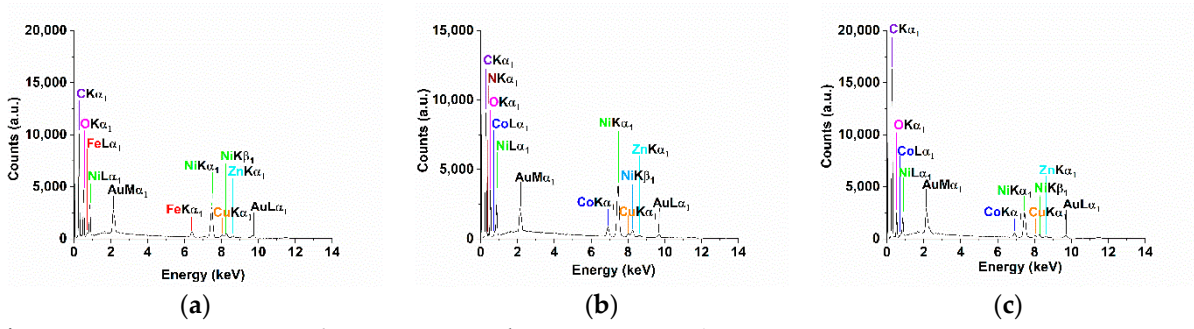 20,000
15,000
10,000
5,000
0
Counts (a.u.)
CKα1
OKα1
FeLα1
NiLα1
AuMα1
FeKα1
NiKα1
NiKβ1
ZnKα1
CuKα1
AuLα1
0 2 4 6 8 10 12 14
Energy (keV)
(a)
15,000
10,000
5,000
0
Counts (a.u.)
CKα1
NKα1
OKα1
CoLα1
NiLα1
AuMα1
CoKα1
NiKα1
ZnKα1
NiKβ1
CuKα1
AuLα1
0 2 4 6 8 10 12 14
Energy (keV)
(b)
20,000
15,000
10,000
5,000
0
Counts (a.u.)
CKα1
OKα1
CoLα1
NiLα1
AuMα1
CoKα1
NiKα1
ZnKα1
NiKβ1
CuKα1
AuLα1
0 2 4 6 8 10 12 14
Energy (keV)
(c)